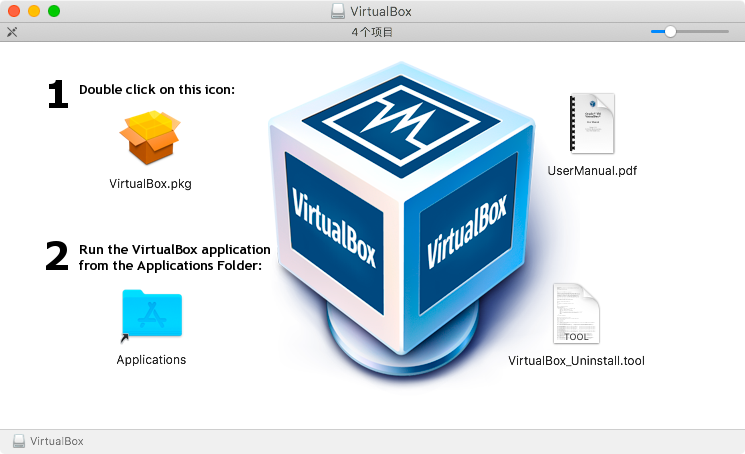 VirtualBox
4个项目
1 Double click on this icon:
VirtualBox.pkg
UserManual.pdf
VirtualBox
VirtualBox
2 Run the VirtualBox application
from the Applications Folder:
TOOL
Applications
VirtualBox_Uninstall.tool
VirtualBox